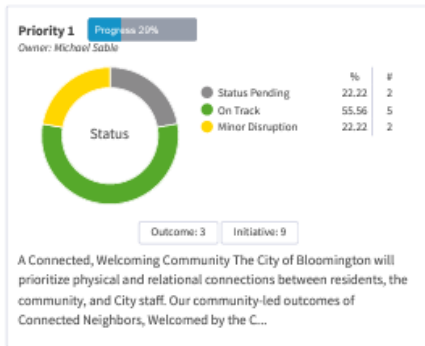 Priority 1 Progress 29%
Owner: Michael Sable
% #
Status Pending 22.22 2
On Track 55.56 5
Minor Disruption 22.22 2
Status
Outcome: 3 Initiative: 9
A Connected, Welcoming Community The City of Bloomington will
prioritize physical and relational connections between residents, the
community, and City staff. Our community-led outcomes of
Connected Neighbors, Welcomed by the C...